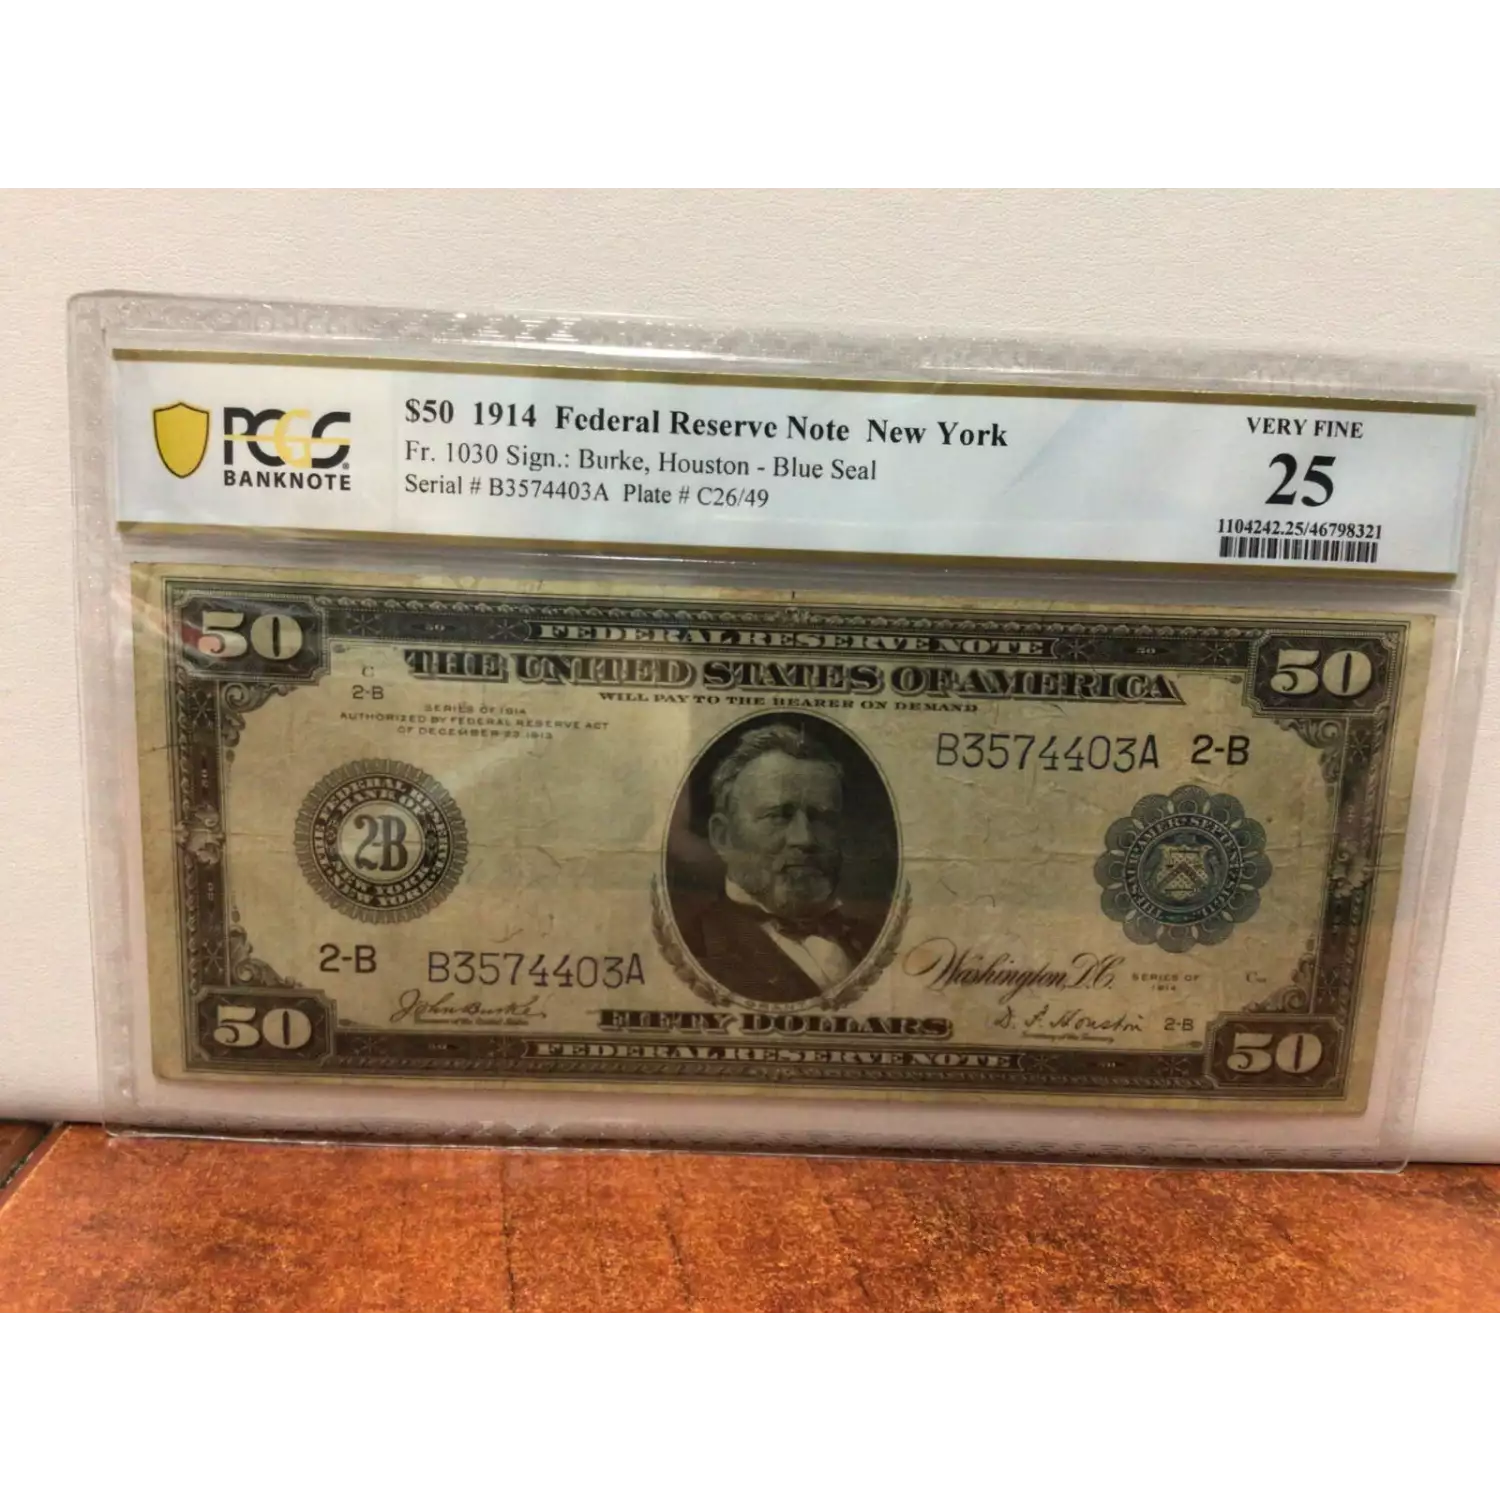 PCGS
BANKNOTE
$50 1914 Federal Reserve Note New York
Fr. 1030 Sign.: Burke, Houston - Blue Seal
Serial # B3574403A Plate # C26/49
VERY FINE
25
1104242.25/46798321
50
FEDERAL RESERVE NOTE
50
THE UNITED STATES OF AMERICA
WILL PAY TO THE BEARER ON DEMAND
C
2-B
SERIES OF 1914
AUTHORIZED BY FEDERAL RESERVE ACT
OF DECEMBER 23 1913
B3574403A 2-B
2-B
NEW YORK
2-B B3574403A
Washington, D.C.
SERIES OF
1914
John Burke
FIFTY DOLLARS
D. F. Houston
2-B
GRANT
50
FEDERAL RESERVE NOTE
50